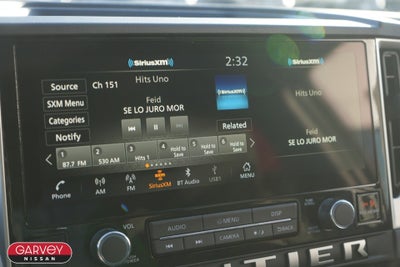 SiriusXM
2:32
SiriusXM
Source
Ch 151
Hits Uno
SXM Menu
Categories
Notify
Feid
SE LO JURO MOR
SiriusXM
Hits Uno
Feid
SE LO JURO MOR
Related
1
2
3
4
5
6
87.7 FM
530 AM
Hits 1
Hold to Save
Hold to Save
Hold to Save
Phone
AM
FM
SiriusXM
BT Audio
USB1
MENU
VOL
AUDIO
MENU
DISP
CAMERA
BACK
TIER
GARVEY
NISSAN